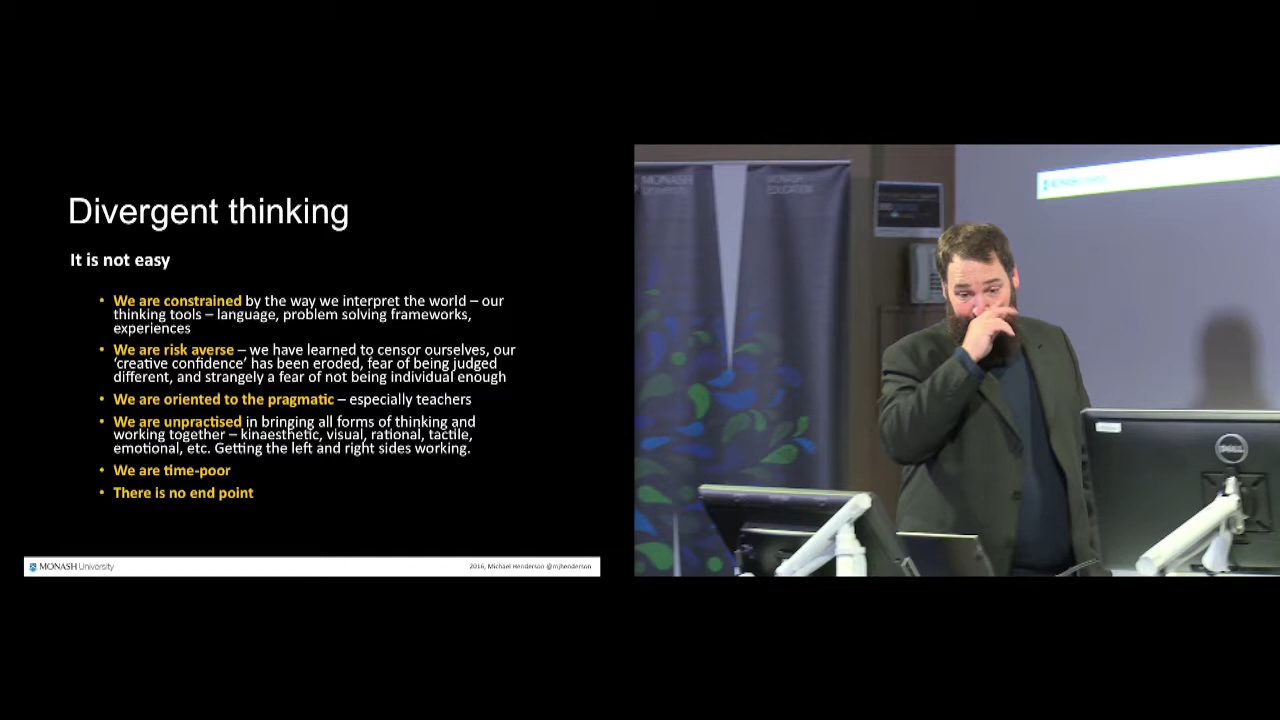 Divergent thinking
It is not easy
• We are constrained by the way we interpret the world – our
thinking tools – language, problem solving frameworks,
experiences
• We are risk averse – we have learned to censor ourselves, our
‘creative confidence’ has been eroded, fear of being judged
different, and strangely a fear of not being individual enough
• We are oriented to the pragmatic – especially teachers
• We are unpractised in bringing all forms of thinking and
working together – kinaesthetic, visual, rational, tactile,
emotional, etc. Getting the left and right sides working.
• We are time-poor
• There is no end point
MONASH University
2016, Michael Henderson @mjhenderson
MONASH
University
MONASH
EDUCATION
DELL